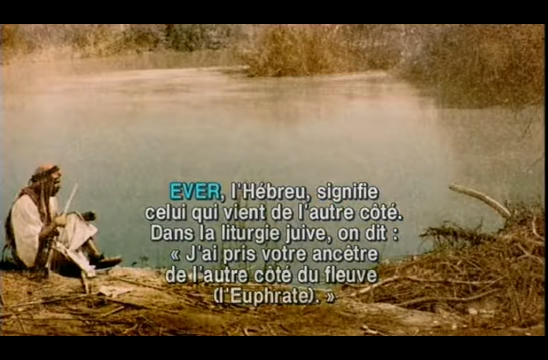 EVER, l'Hébreu, signifie
celui qui vient de l'autre côté.
Dans la liturgie juive, on dit :
« J'ai pris votre ancêtre
de l'autre côté du fleuve
(l'Euphrate). »